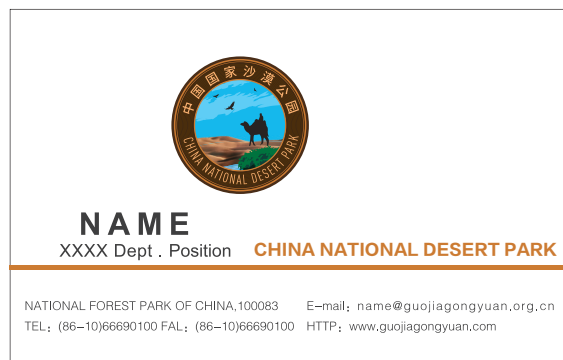 中国国家沙漠公园
CHINA NATIONAL DESERT PARK
NAME
XXXX Dept . Position
CHINA NATIONAL DESERT PARK
NATIONAL FOREST PARK OF CHINA,100083
E-mail: name@guojiagongyuan.org.cn
TEL: (86-10)66690100 FAL: (86-10)66690100
HTTP: www.guojiagongyuan.com